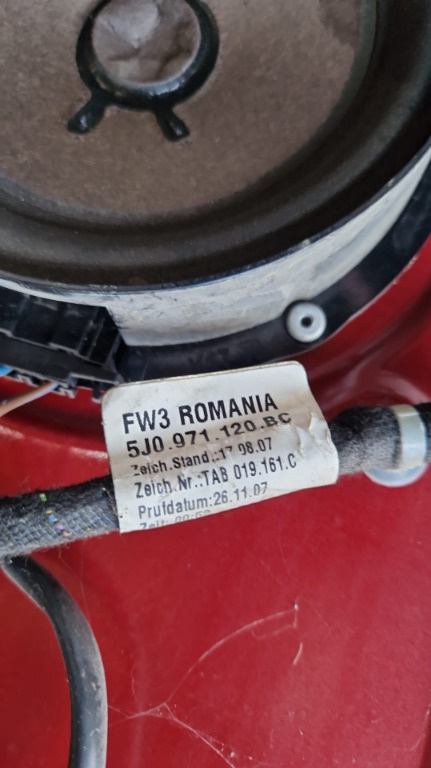 FW3 ROMANIA
5J0.971.120.BC
Zeich.Stand.:17.08.07
Zeich.Nr.:TAB 019.161.C
Prufdatum:26.11.07